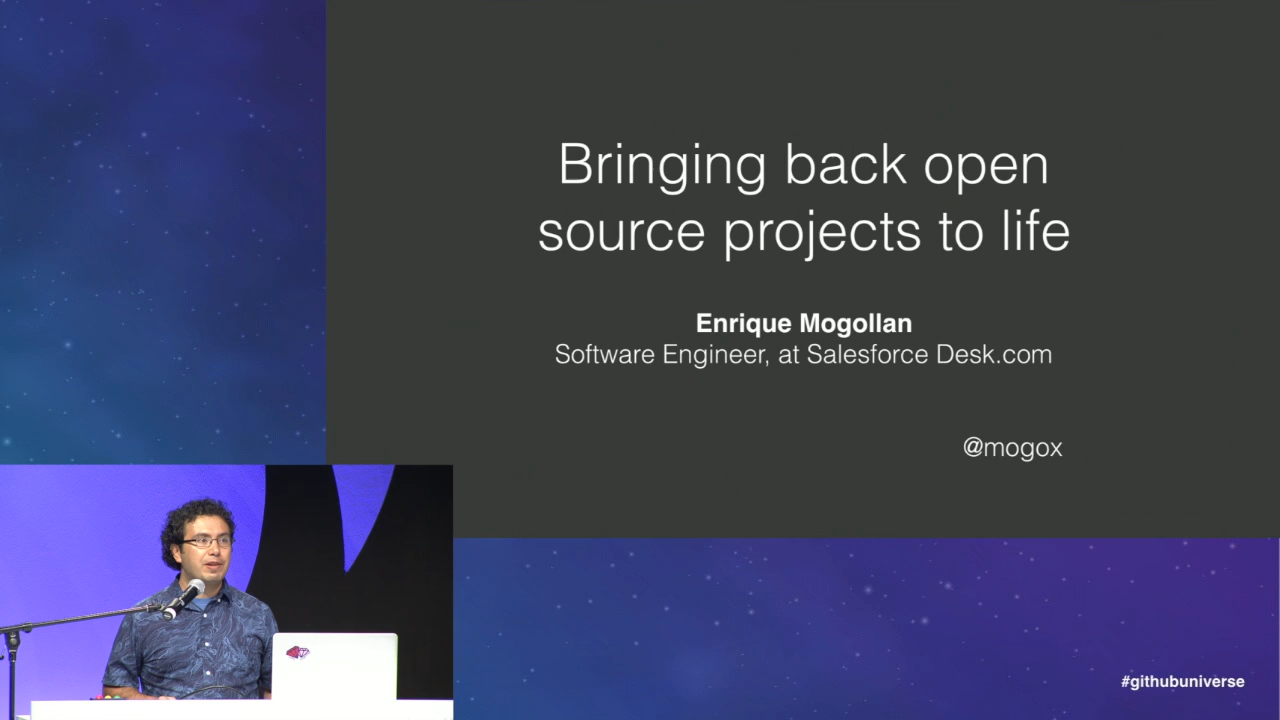 Bringing back open
source projects to life
Enrique Mogollan
Software Engineer, at Salesforce Desk.com
@mogox
#githubuniverse